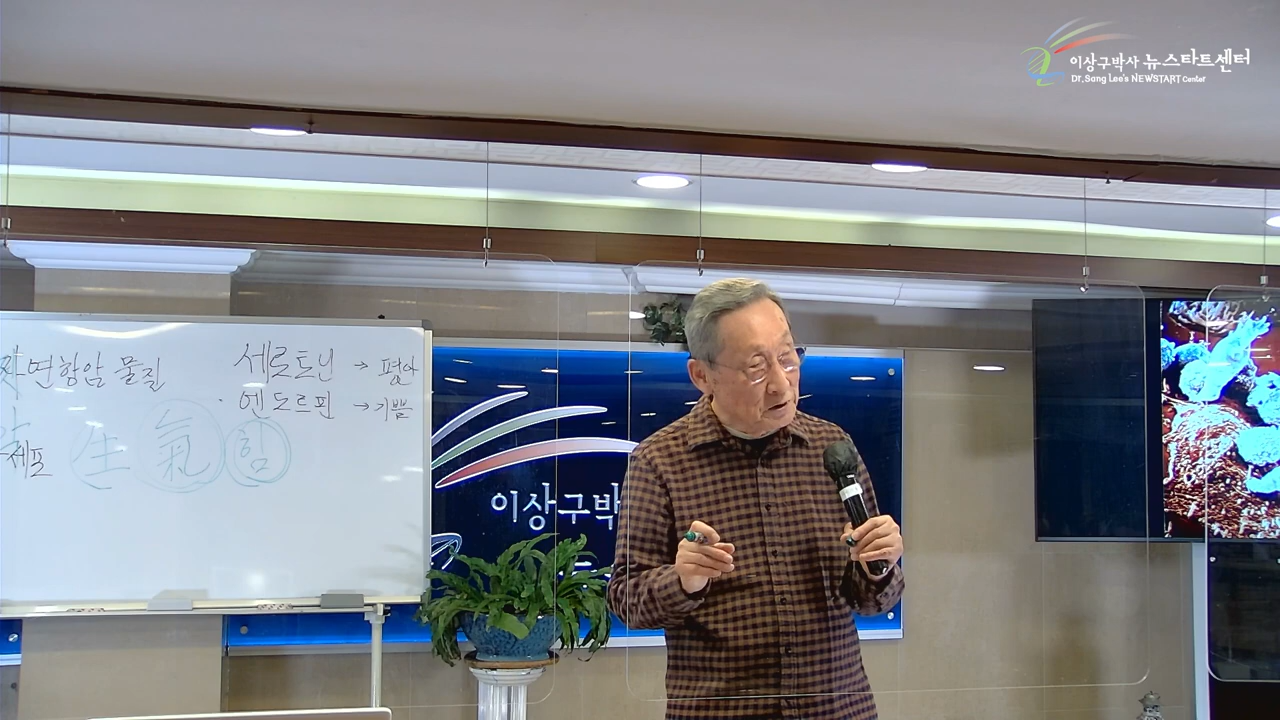 이상구박사 뉴스타트센터
Dr. Sang Lee's NEWSTART Center
자연항암 물질
세로토닌 → 평안
엔도르핀 → 기쁨
세포 生 氣
이상구박